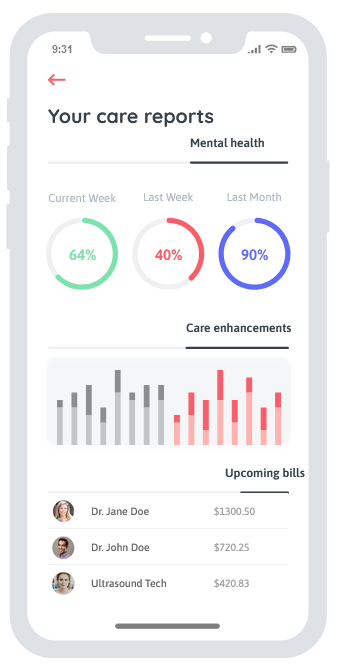 9:31
Your care reports
Mental health
Current Week
Last Week
Last Month
64%
40%
90%
Care enhancements
Upcoming bills
Dr. Jane Doe $1300.50
Dr. John Doe $720.25
Ultrasound Tech $420.83